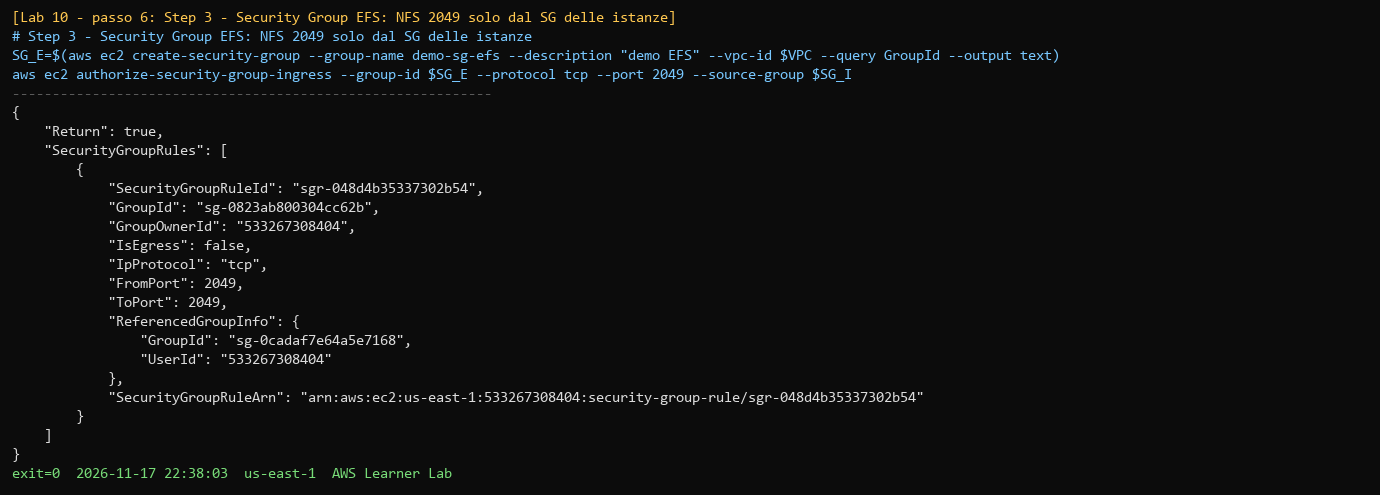 [Lab 10 - passo 6: Step 3 - Security Group EFS: NFS 2049 solo dal SG delle istanze]
# Step 3 - Security Group EFS: NFS 2049 solo dal SG delle istanze
SG_E=$(aws ec2 create-security-group --group-name demo-sg-efs --description "demo EFS" --vpc-id $VPC --query GroupId --output text)
aws ec2 authorize-security-group-ingress --group-id $SG_E --protocol tcp --port 2049 --source-group $SG_I
------------------------------------------------------------
{
    "Return": true,
    "SecurityGroupRules": [
        {
            "SecurityGroupRuleId": "sgr-048d4b35337302b54",
            "GroupId": "sg-0823ab800304cc62b",
            "GroupOwnerId": "533267308404",
            "IsEgress": false,
            "IpProtocol": "tcp",
            "FromPort": 2049,
            "ToPort": 2049,
            "ReferencedGroupInfo": {
                "GroupId": "sg-0cadaf7e64a5e7168",
                "UserId": "533267308404"
            },
            "SecurityGroupRuleArn": "arn:aws:ec2:us-east-1:533267308404:security-group-rule/sgr-048d4b35337302b54"
        }
    ]
}
exit=0  2026-11-17 22:38:03  us-east-1  AWS Learner Lab